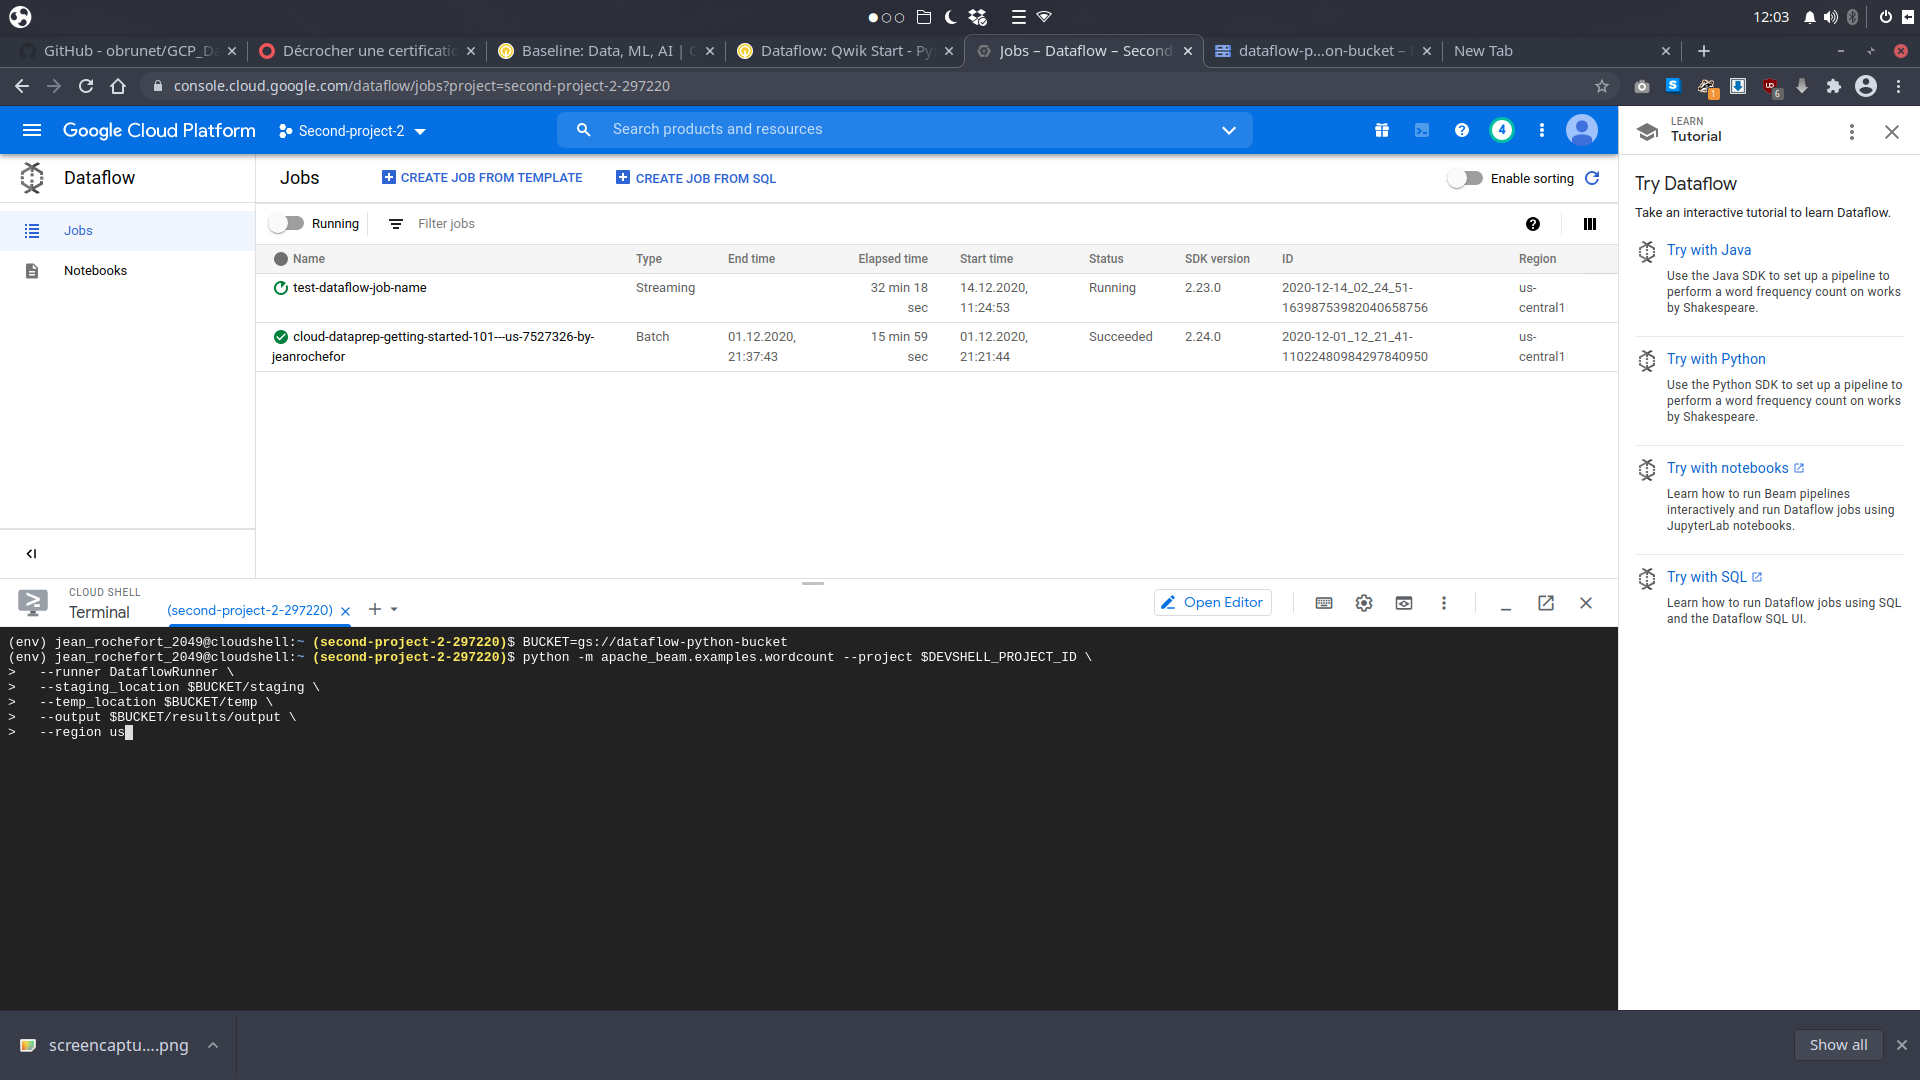 12:03
GitHub - obrunet/GCP_Da
Décrocher une certificatio
Baseline: Data, ML, AI | Q
Dataflow: Qwik Start - Pyt
Jobs – Dataflow – Second
dataflow-p...on-bucket –
New Tab
console.cloud.google.com/dataflow/jobs?project=second-project-2-297220
S
1
6
Google Cloud Platform
Second-project-2
Search products and resources
4
LEARN
Tutorial
Dataflow
Jobs
CREATE JOB FROM TEMPLATE
CREATE JOB FROM SQL
Enable sorting
Jobs
Notebooks
Running
Filter jobs
Name Type End time Elapsed time Start time Status SDK version ID Region
test-dataflow-job-name Streaming 32 min 18 14.12.2020, Running 2.23.0 2020-12-14_02_24_51- us-
sec 11:24:53 16398753982040658756 central1
cloud-dataprep-getting-started-101---us-7527326-by- Batch 01.12.2020, 15 min 59 01.12.2020, Succeeded 2.24.0 2020-12-01_12_21_41- us-
jeanrochefor 21:37:43 sec 21:21:44 11022480984297840950 central1
Try Dataflow
Take an interactive tutorial to learn Dataflow.
Try with Java
Use the Java SDK to set up a pipeline to
perform a word frequency count on works
by Shakespeare.
Try with Python
Use the Python SDK to set up a pipeline to
perform a word frequency count on works
by Shakespeare.
Try with notebooks
Learn how to run Beam pipelines
interactively and run Dataflow jobs using
JupyterLab notebooks.
Try with SQL
Learn how to run Dataflow jobs using SQL
and the Dataflow SQL UI.
CLOUD SHELL
Terminal
(second-project-2-297220)
Open Editor
(env) jean_rochefort_2049@cloudshell:~ (second-project-2-297220)$ BUCKET=gs://dataflow-python-bucket
(env) jean_rochefort_2049@cloudshell:~ (second-project-2-297220)$ python -m apache_beam.examples.wordcount --project $DEVSHELL_PROJECT_ID \
>   --runner DataflowRunner \
>   --staging_location $BUCKET/staging \
>   --temp_location $BUCKET/temp \
>   --output $BUCKET/results/output \
>   --region us
screencaptu....png
Show all